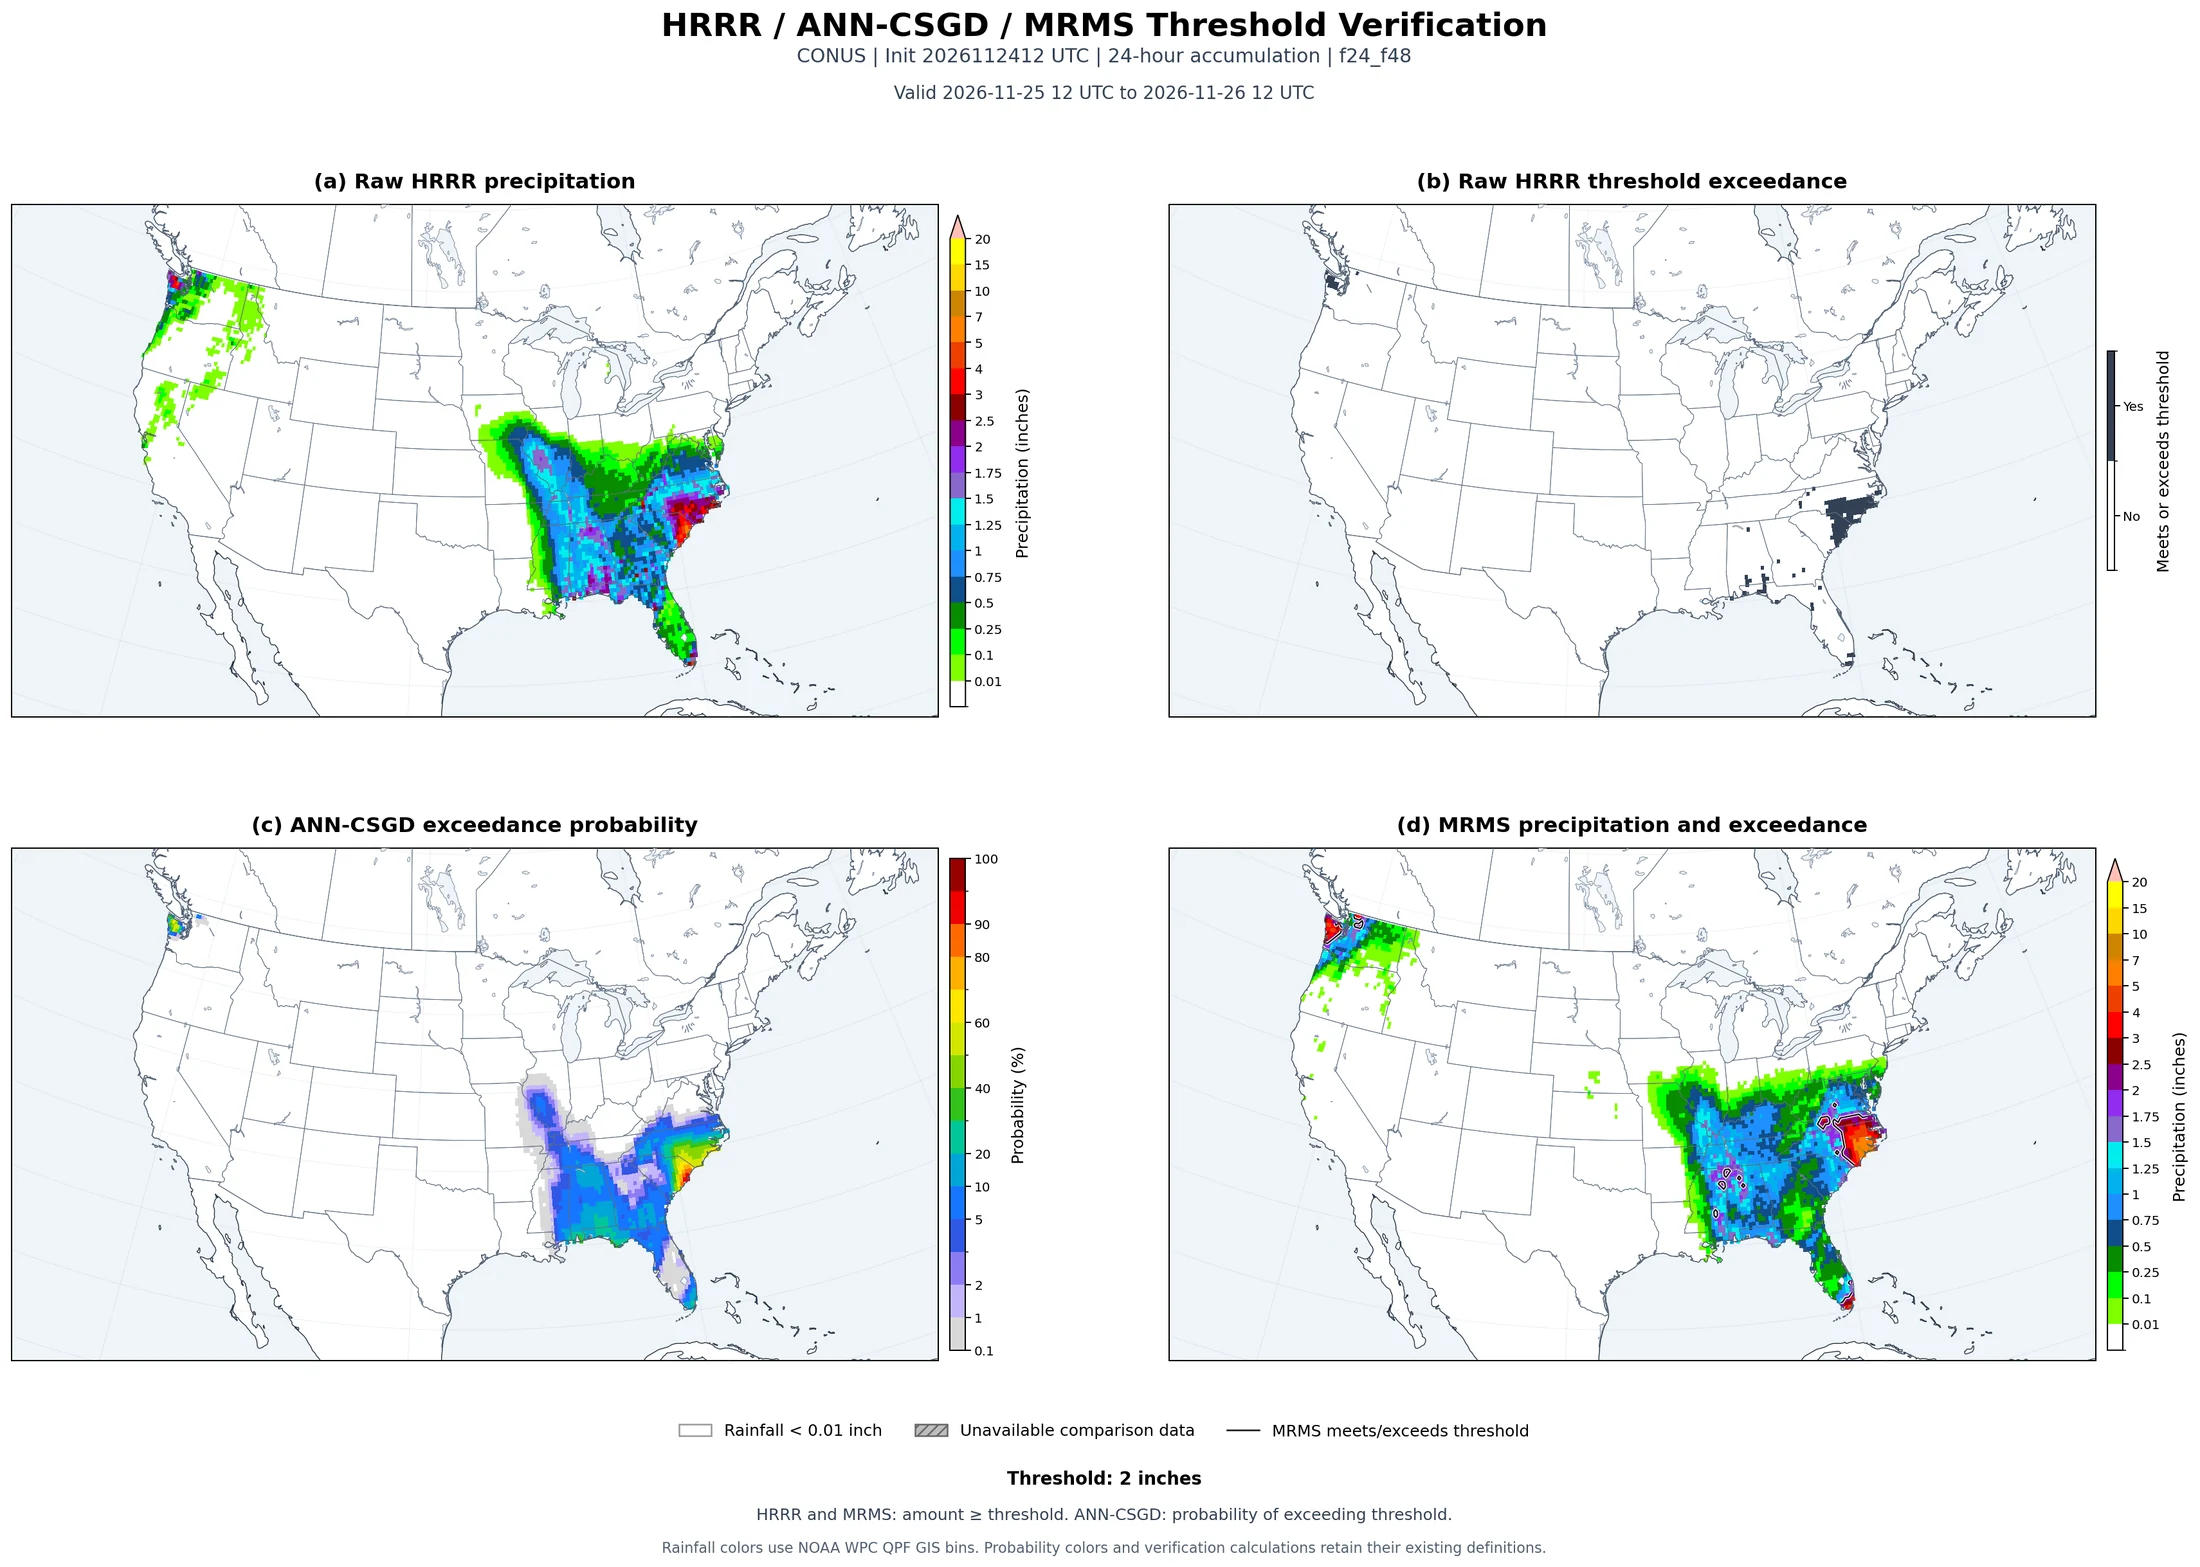 HRRR / ANN-CSGD / MRMS Threshold Verification
CONUS | Init 2026112412 UTC | 24-hour accumulation | f24_f48
Valid 2026-11-25 12 UTC to 2026-11-26 12 UTC
(a) Raw HRRR precipitation
20
15
10
7
5
4
3
2.5
2
1.75
1.5
1.25
1
0.75
0.5
0.25
0.1
0.01
Precipitation (inches)
(b) Raw HRRR threshold exceedance
Yes
No
Meets or exceeds threshold
(c) ANN-CSGD exceedance probability
100
90
80
60
40
20
10
5
2
1
0.1
Probability (%)
(d) MRMS precipitation and exceedance
20
15
10
7
5
4
3
2.5
2
1.75
1.5
1.25
1
0.75
0.5
0.25
0.1
0.01
Precipitation (inches)
Rainfall < 0.01 inch
Unavailable comparison data
MRMS meets/exceeds threshold
Threshold: 2 inches
HRRR and MRMS: amount ≥ threshold. ANN-CSGD: probability of exceeding threshold.
Rainfall colors use NOAA WPC QPF GIS bins. Probability colors and verification calculations retain their existing definitions.